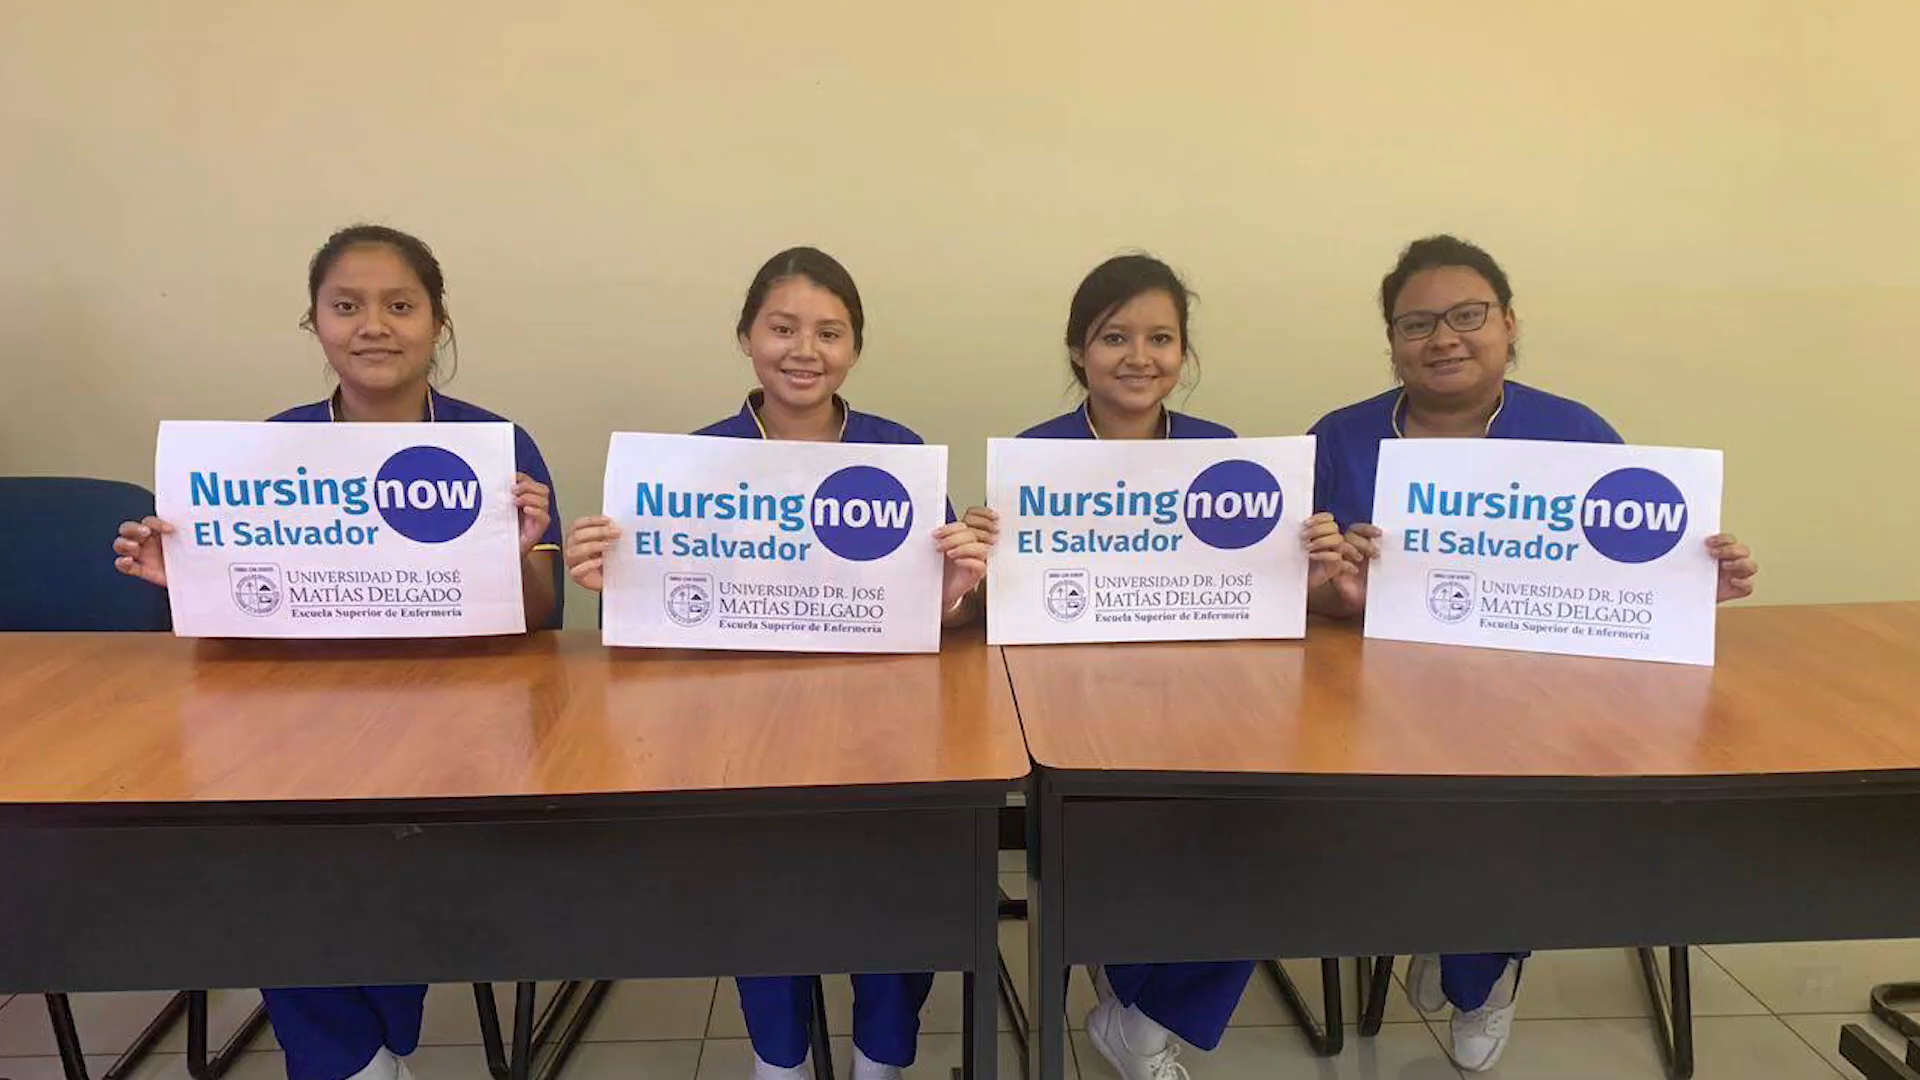 Nursing now
El Salvador
UNIVERSIDAD DR. JOSÉ
MATÍAS DELGADO
Escuela Superior de Enfermería
Nursing now
El Salvador
UNIVERSIDAD DR. JOSÉ
MATÍAS DELGADO
Escuela Superior de Enfermería
Nursing now
El Salvador
UNIVERSIDAD DR. JOSÉ
MATÍAS DELGADO
Escuela Superior de Enfermería
Nursing now
El Salvador
UNIVERSIDAD DR. JOSÉ
MATÍAS DELGADO
Escuela Superior de Enfermería